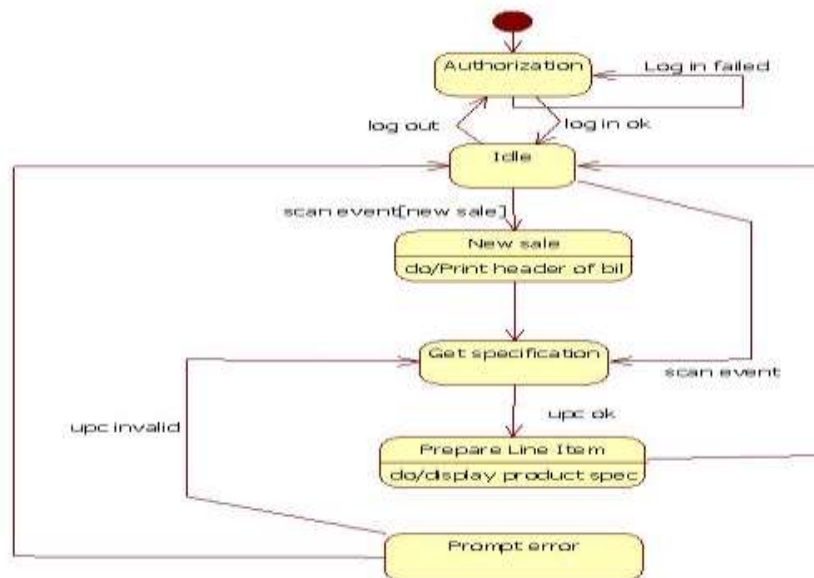 Authorization
Log in failed
log out
log in ok
Idle
scan event[new sale]
New sale
do/Print header of bil
Get specification
scan event
upc ok
upc invalid
Prepare Line Item
do/display product spec
Prompt error